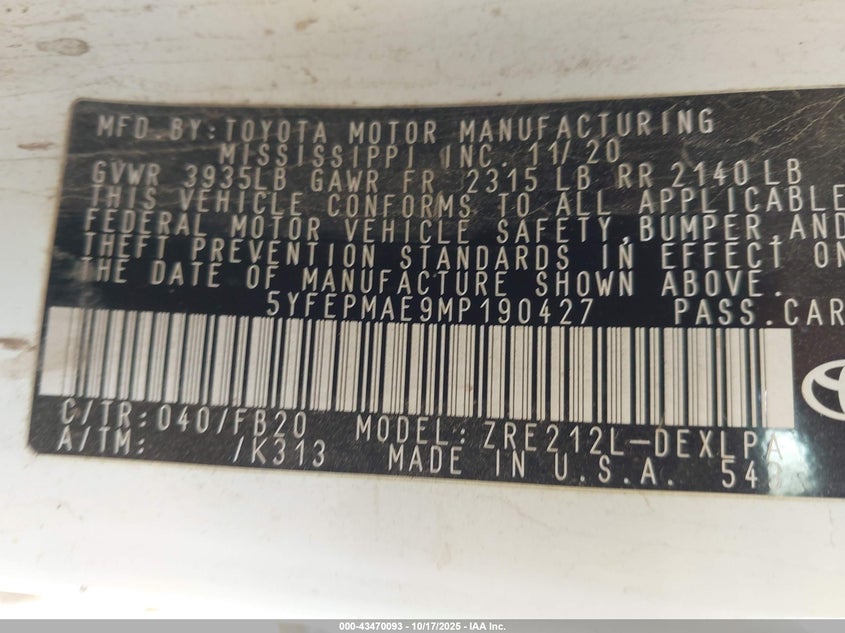 MFD.BY:TOYOTA MOTOR MANUFACTURING
MISSISSIPPI INC. 11/20
GVWR 3935LB GAWR FR 2315 LB RR 2140 LB
THIS VEHICLE CONFORMS TO ALL APPLICABLE
FEDERAL MOTOR VEHICLE SAFETY,BUMPER,AND
THEFT PREVENTION STANDARDS IN EFFECT ON
THE DATE OF MANUFACTURE SHOWN ABOVE.
5YFEPMAE9MP190427 PASS.CAR
C/TR:040/FB20 MODEL:ZRE212L-DEXLPA
A/TM: /K313 MADE IN U.S.A.
000-43470093 | 10/17/2025 - IAA Inc.